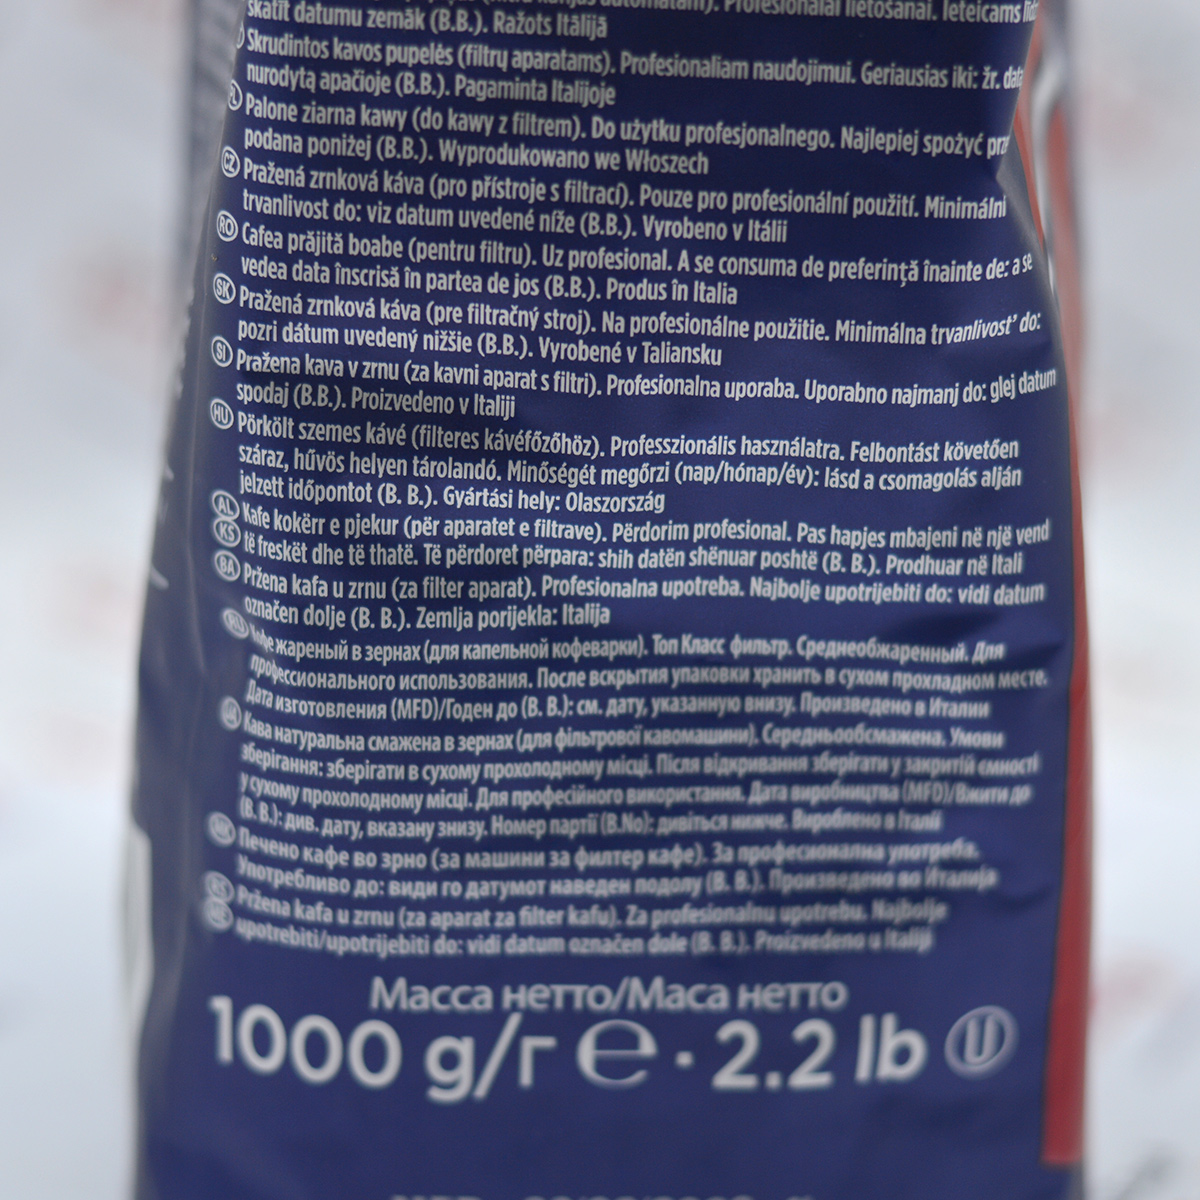 Profesionālai lietošanai. Ieteicams
skatīt datumu zemāk (B.B.). Ražots Itālijā
Skrudintos kavos pupelės (filtrų aparatams). Profesionaliam naudojimui. Geriausias iki: žr.
nurodytą apačioje (B.B.). Pagaminta Italijoje
PL Palone ziarna kawy (do kawy z filtrem). Do użytku profesjonalnego. Najlepiej spożyć
podana poniżej (B.B.). Wyprodukowano we Włoszech
CZ Pražená zrnková káva (pro přístroje s filtrací). Pouze pro profesionální použití. Minimální
trvanlivost do: viz datum uvedené níže (B.B.). Vyrobeno v Itálii
RO Cafea prăjită boabe (pentru filtru). Uz profesional. A se consuma de preferință înainte de: a se
vedea data înscrisă în partea de jos (B.B.). Produs în Italia
SK Pražená zrnková káva (pre filtračný stroj). Na profesionálne použitie. Minimálna trvanlivosť do:
pozri dátum uvedený nižšie (B.B.). Vyrobené v Taliansku
SI Pražena kava v zrnu (za kavni aparat s filtri). Profesionalna uporaba. Uporabno najmanj do: glej datum
spodaj (B.B.). Proizvedeno v Italiji
HU Pörkölt szemes kávé (filteres kávéfőzőhöz). Professzionális használatra. Felbontást követően
száraz, hűvös helyen tárolandó. Minőségét megőrzi (nap/hónap/év): lásd a csomagolás alján
jelzett időpontot (B. B.). Gyártási hely: Olaszország
AL Kafe kokërr e pjekur (për aparatet e filtrave). Përdorim profesional. Pas hapjes mbajeni në një vend
KS të freskët dhe të thatë. Të përdoret përpara: shih datën shënuar poshtë (B. B.). Prodhuar në Itali
BA Pržena kafa u zrnu (za filter aparat). Profesionalna upotreba. Najbolje upotrijebiti do: vidi datum
označen dolje (B. B.). Zemlja porijekla: Italija
RU Кофе жареный в зернах (для капельной кофеварки). Топ Класс фильтр. Среднеобжаренный. Для
профессионального использования. После вскрытия упаковки хранить в сухом прохладном месте.
Дата изготовления (MFD)/Годен до (B. B.): см. дату, указанную внизу. Произведено в Италии
UA Кава натуральна смажена в зернах (для фільтрової кавомашини). Середньообсмажена. Умови
зберігання: зберігати в сухому прохолодному місці. Після відкривання зберігати у закритій ємності
у сухому прохолодному місці. Для професійного використання. Дата виробництва (MFD)/Вжити до
(B. B.): див. дату, вказану знизу. Номер партії (B.No): дивіться нижче. Вироблено в Італії
MK Печено кафе во зрно (за машини за филтер кафе). За професионална употреба.
Употребливо до: види го датумот наведен подолу (B. B.). Произведено во Италија
RS Pržena kafa u zrnu (za aparat za filter kafu). Za profesionalnu upotrebu. Najbolje
upotrebiti/upotrijebiti do: vidi datum označen dole (B. B.). Proizvedeno u Italiji
Масса нетто/Маса нетто
1000 g/г ℮ · 2.2 lb U